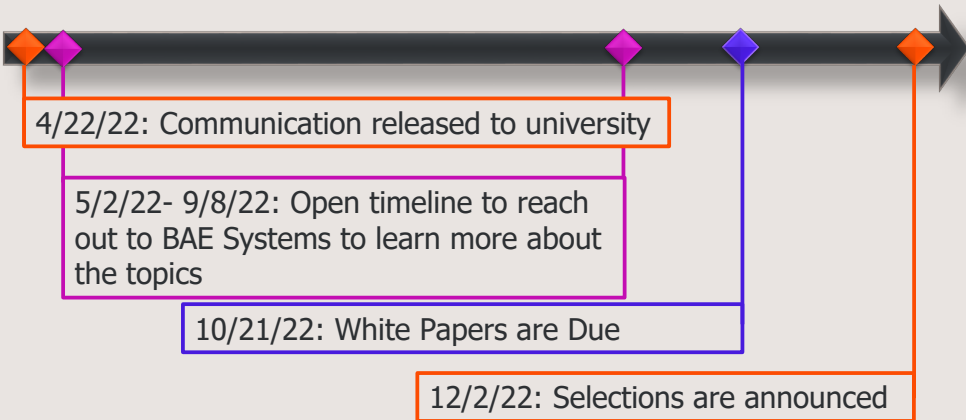 4/22/22: Communication released to university
5/2/22- 9/8/22: Open timeline to reach
out to BAE Systems to learn more about
the topics
10/21/22: White Papers are Due
12/2/22: Selections are announced